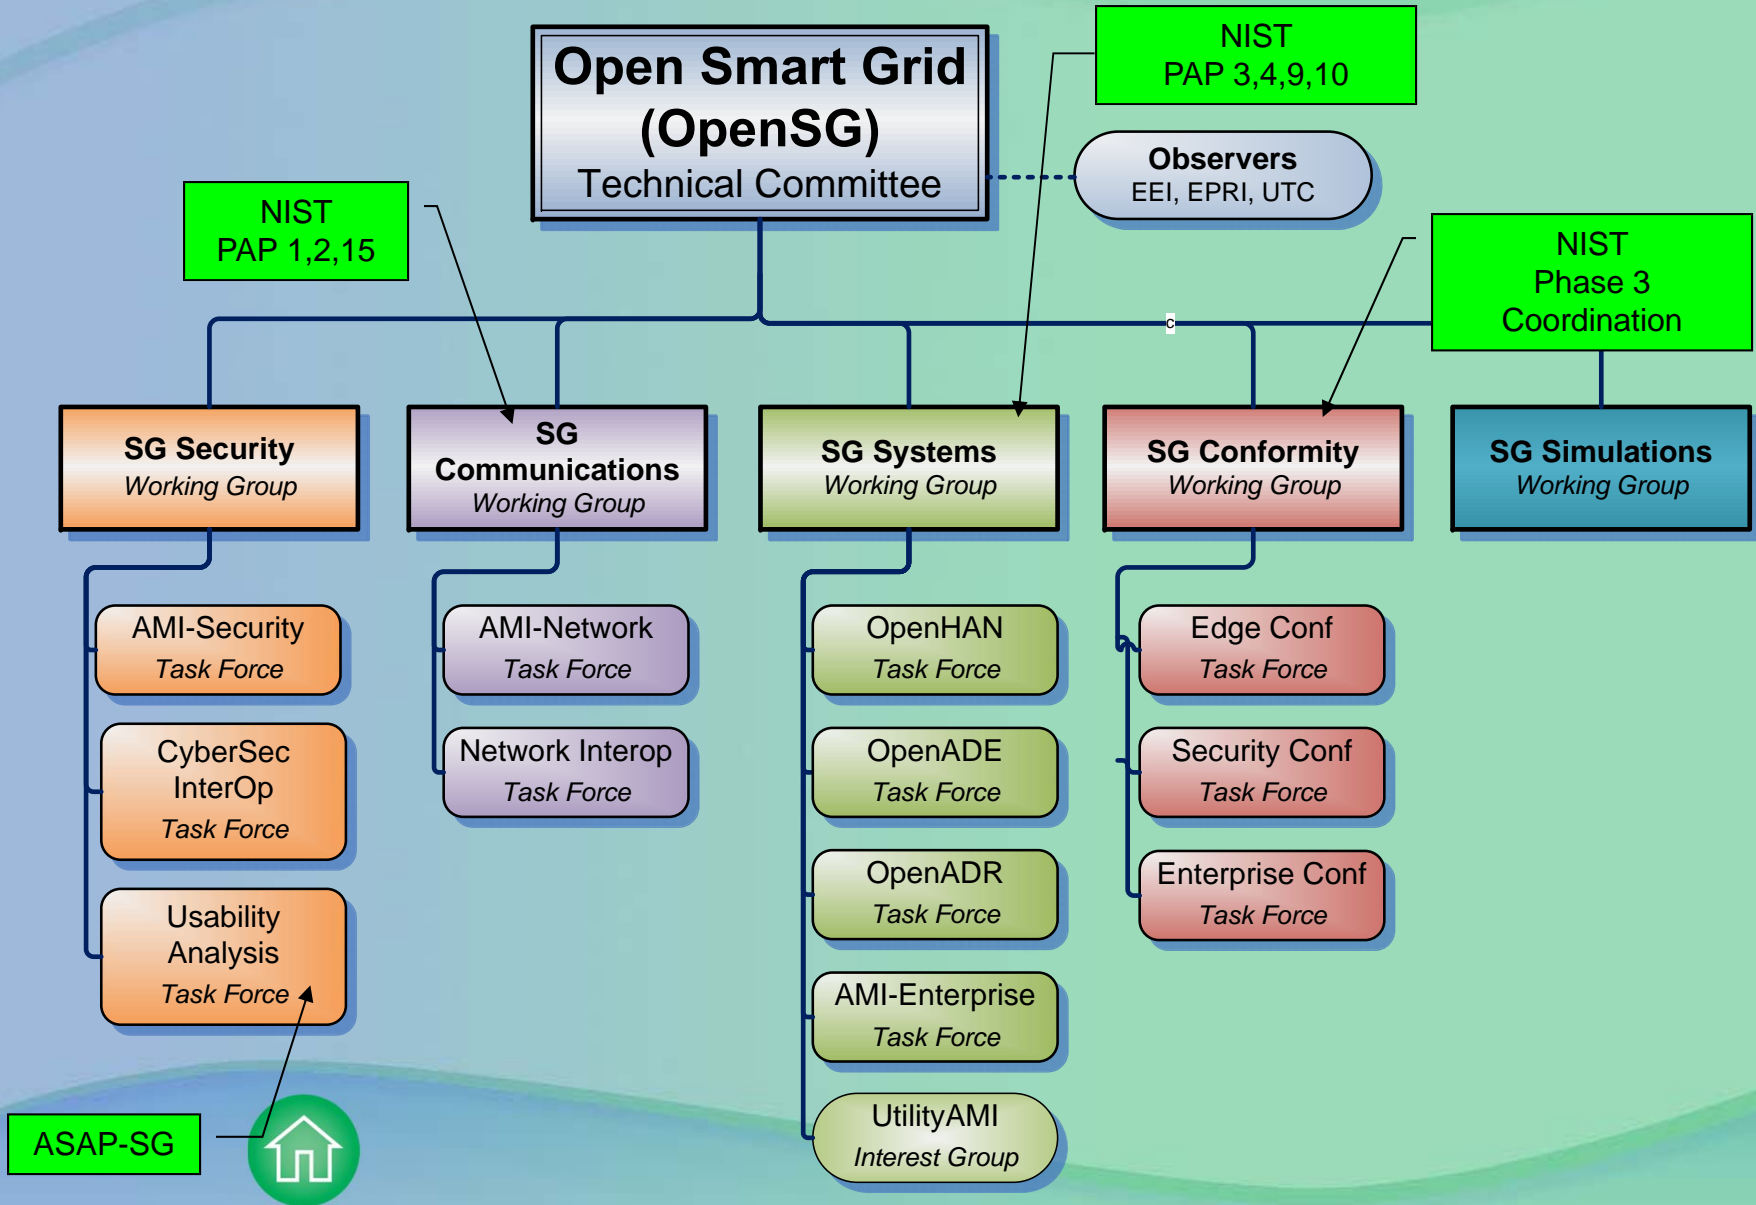 Open Smart Grid
(OpenSG)
Technical Committee
NIST
PAP 3,4,9,10
Observers
EEI, EPRI, UTC
NIST
PAP 1,2,15
NIST
Phase 3
Coordination
c
SG Security
Working Group
SG
Communications
Working Group
SG Systems
Working Group
SG Conformity
Working Group
SG Simulations
Working Group
AMI-Security
Task Force
CyberSec
InterOp
Task Force
Usability
Analysis
Task Force
AMI-Network
Task Force
Network Interop
Task Force
OpenHAN
Task Force
OpenADE
Task Force
OpenADR
Task Force
AMI-Enterprise
Task Force
UtilityAMI
Interest Group
Edge Conf
Task Force
Security Conf
Task Force
Enterprise Conf
Task Force
ASAP-SG